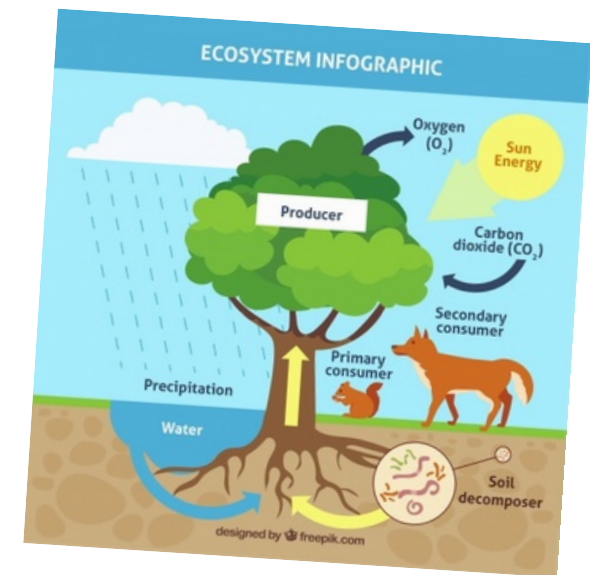 ECOSYSTEM INFOGRAPHIC
Oxygen
(O₂)
Sun
Energy
Producer
Carbon
dioxide (CO₂)
Secondary
consumer
Primary
consumer
Precipitation
Water
Soil
decomposer
designed by freepik.com